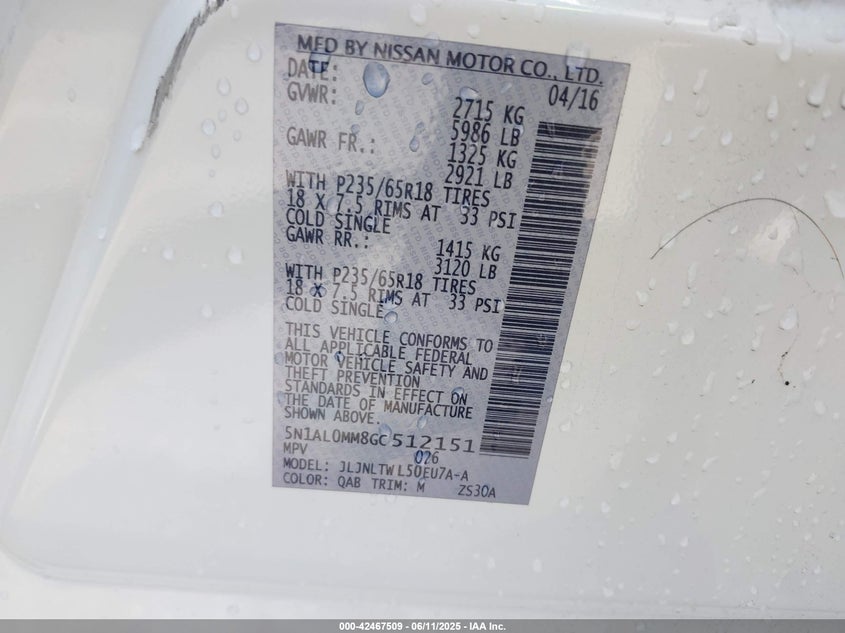 MFD BY NISSAN MOTOR CO., LTD.
DATE: 04/16
GVWR: 2715 KG
5986 LB
GAWR FR.: 1325 KG
2921 LB
WITH P235/65R18 TIRES
18 X 7.5 RIMS AT 33 PSI
COLD SINGLE
GAWR RR.: 1415 KG
3120 LB
WITH P235/65R18 TIRES
18 X 7.5 RIMS AT 33 PSI
COLD SINGLE
THIS VEHICLE CONFORMS TO
ALL APPLICABLE FEDERAL
MOTOR VEHICLE SAFETY AND
THEFT PREVENTION
STANDARDS IN EFFECT ON
THE DATE OF MANUFACTURE
SHOWN ABOVE.
5N1AL0MM8GC512151
MPV 026
MODEL: JLJNLTWL50EU7A-A
COLOR: QAB TRIM: M ZS30A
000-42467509 - 06/11/2025 - IAA Inc.